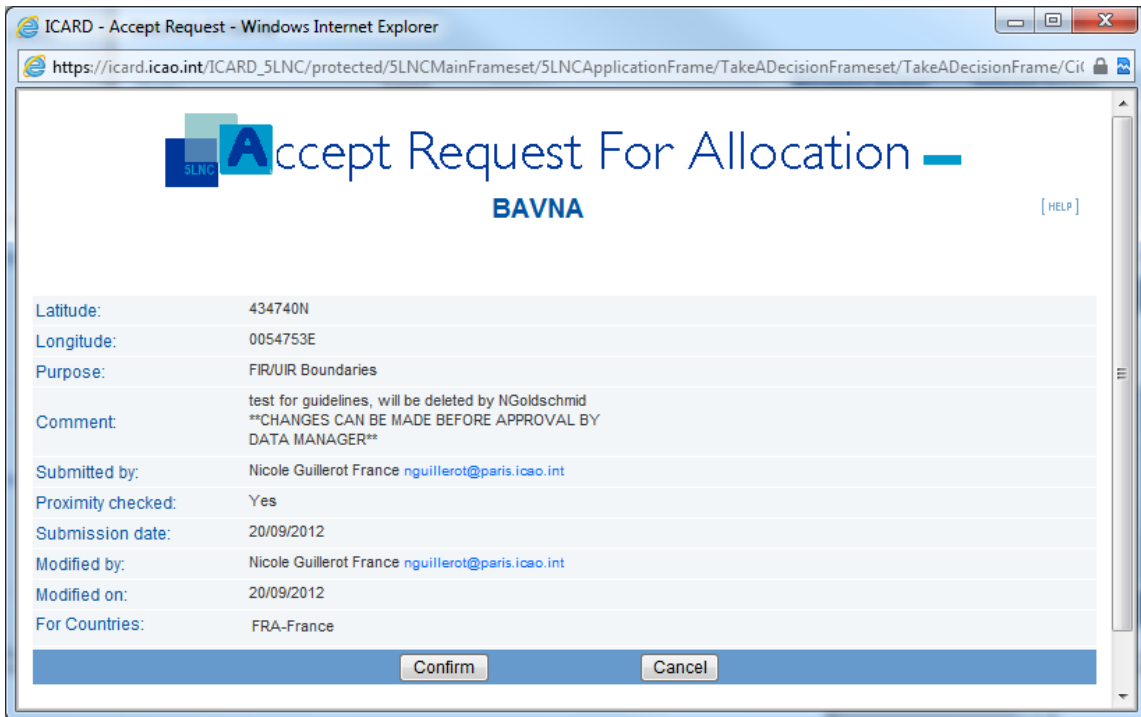 ICARD - Accept Request - Windows Internet Explorer
https://icard.icao.int/ICARD_5LNC/protected/5LNCMainFrameset/5LNCApplicationFrame/TakeADecisionFrameset/TakeADecisionFrame/Ci
5LNC Accept Request For Allocation
BAVNA
[ HELP ]
Latitude: 434740N
Longitude: 0054753E
Purpose: FIR/UIR Boundaries
Comment: test for guidelines, will be deleted by NGoldschmid
**CHANGES CAN BE MADE BEFORE APPROVAL BY
DATA MANAGER**
Submitted by: Nicole Guillerot France nguillerot@paris.icao.int
Proximity checked: Yes
Submission date: 20/09/2012
Modified by: Nicole Guillerot France nguillerot@paris.icao.int
Modified on: 20/09/2012
For Countries: FRA-France
Confirm Cancel